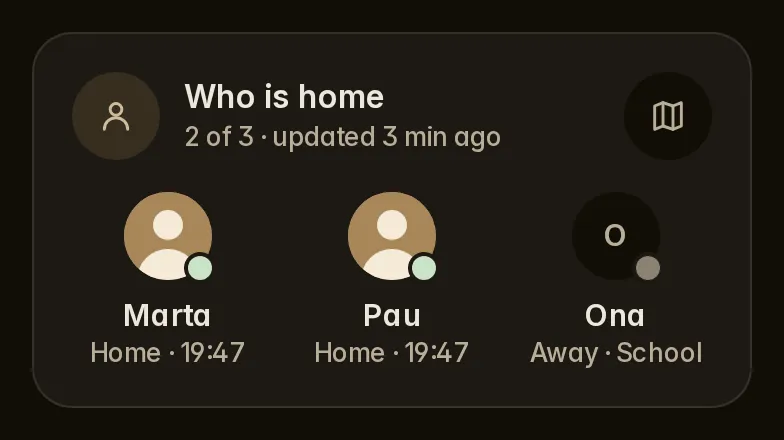 Who is home
2 of 3 · updated 3 min ago
O
Marta
Home · 19:47
Pau
Home · 19:47
Ona
Away · School